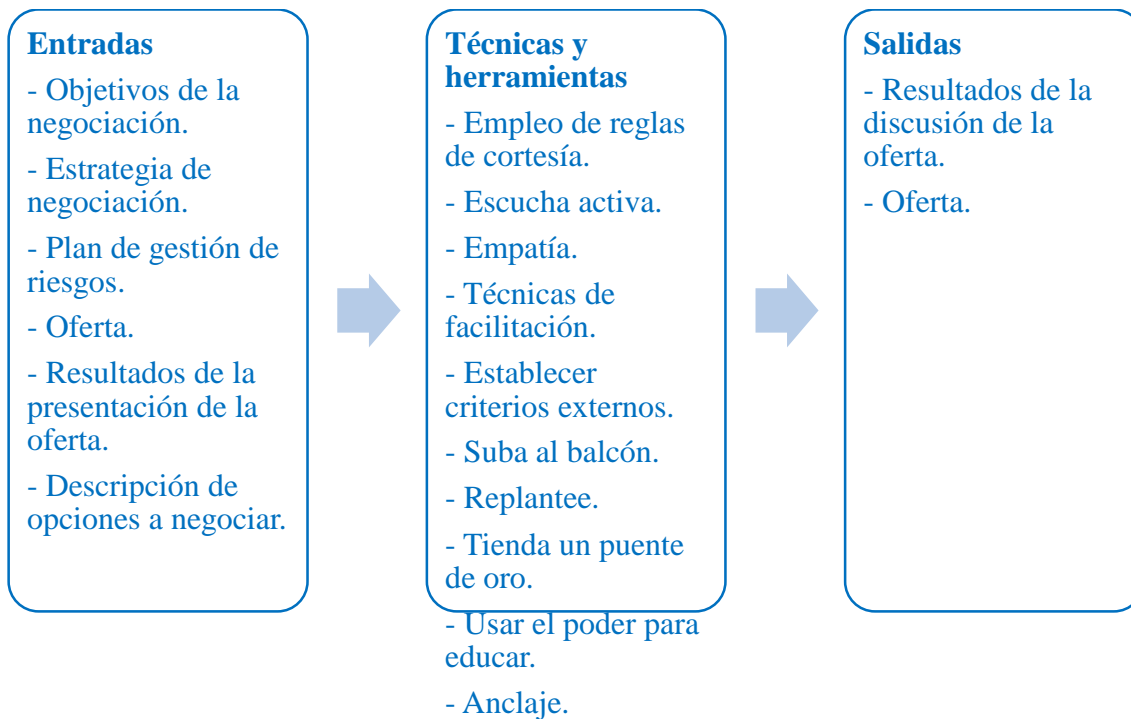 Entradas
- Objetivos de la
negociación.
- Estrategia de
negociación.
- Plan de gestión de
riesgos.
- Oferta.
- Resultados de la
presentación de la
oferta.
- Descripción de
opciones a negociar.
Técnicas y
herramientas
- Empleo de reglas
de cortesía.
- Escucha activa.
- Empatía.
- Técnicas de
facilitación.
- Establecer
criterios externos.
- Suba al balcón.
- Replantee.
- Tienda un puente
de oro.
- Usar el poder para
educar.
- Anclaje.
Salidas
- Resultados de la
discusión de la
oferta.
- Oferta.